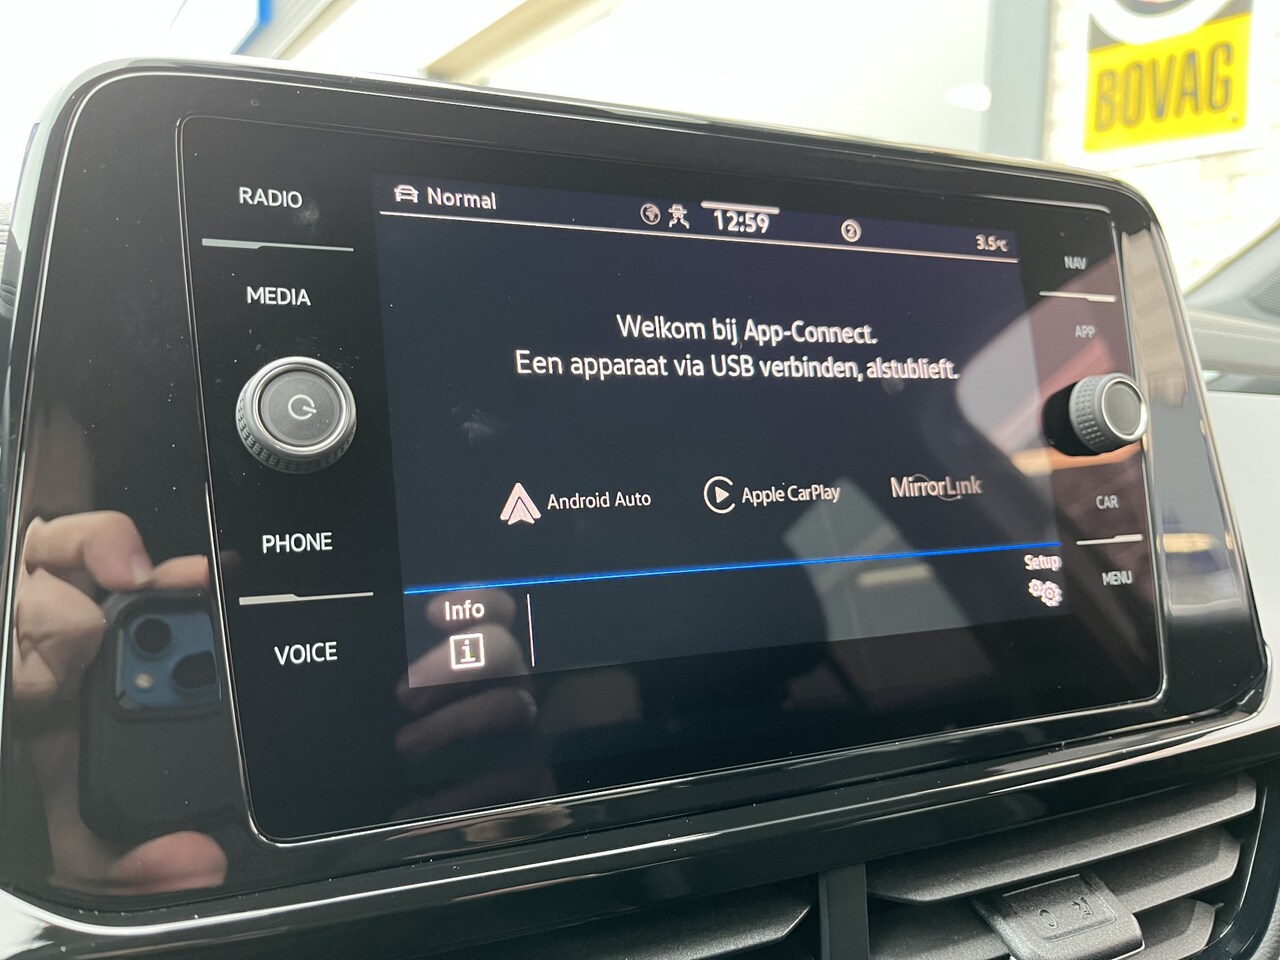 BOVAG
RADIO
MEDIA
PHONE
VOICE
Normal
12:59
2
3.5°C
Welkom bij App-Connect.
Een apparaat via USB verbinden, alstublieft.
Android Auto
Apple CarPlay
MirrorLink
Info
i
Setup
NAV
APP
CAR
MENU